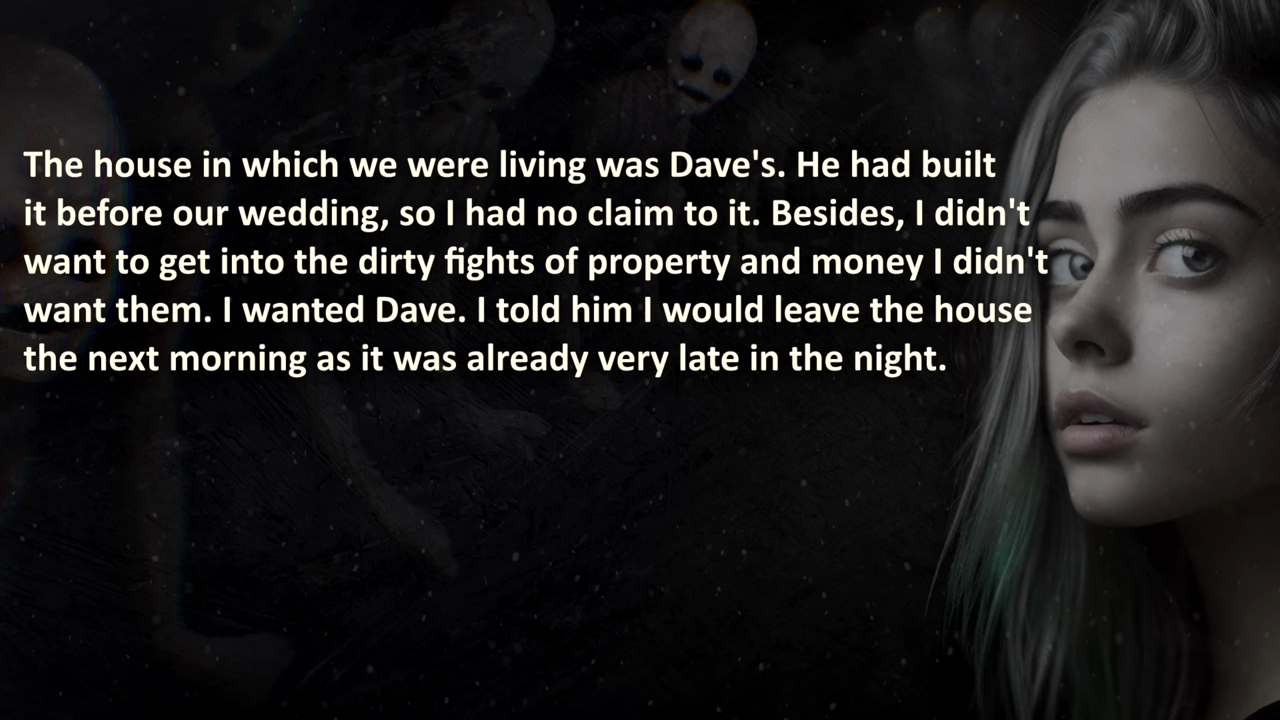 The house in which we were living was Dave's. He had built
it before our wedding, so I had no claim to it. Besides, I didn't
want to get into the dirty fights of property and money I didn't
want them. I wanted Dave. I told him I would leave the house
the next morning as it was already very late in the night.